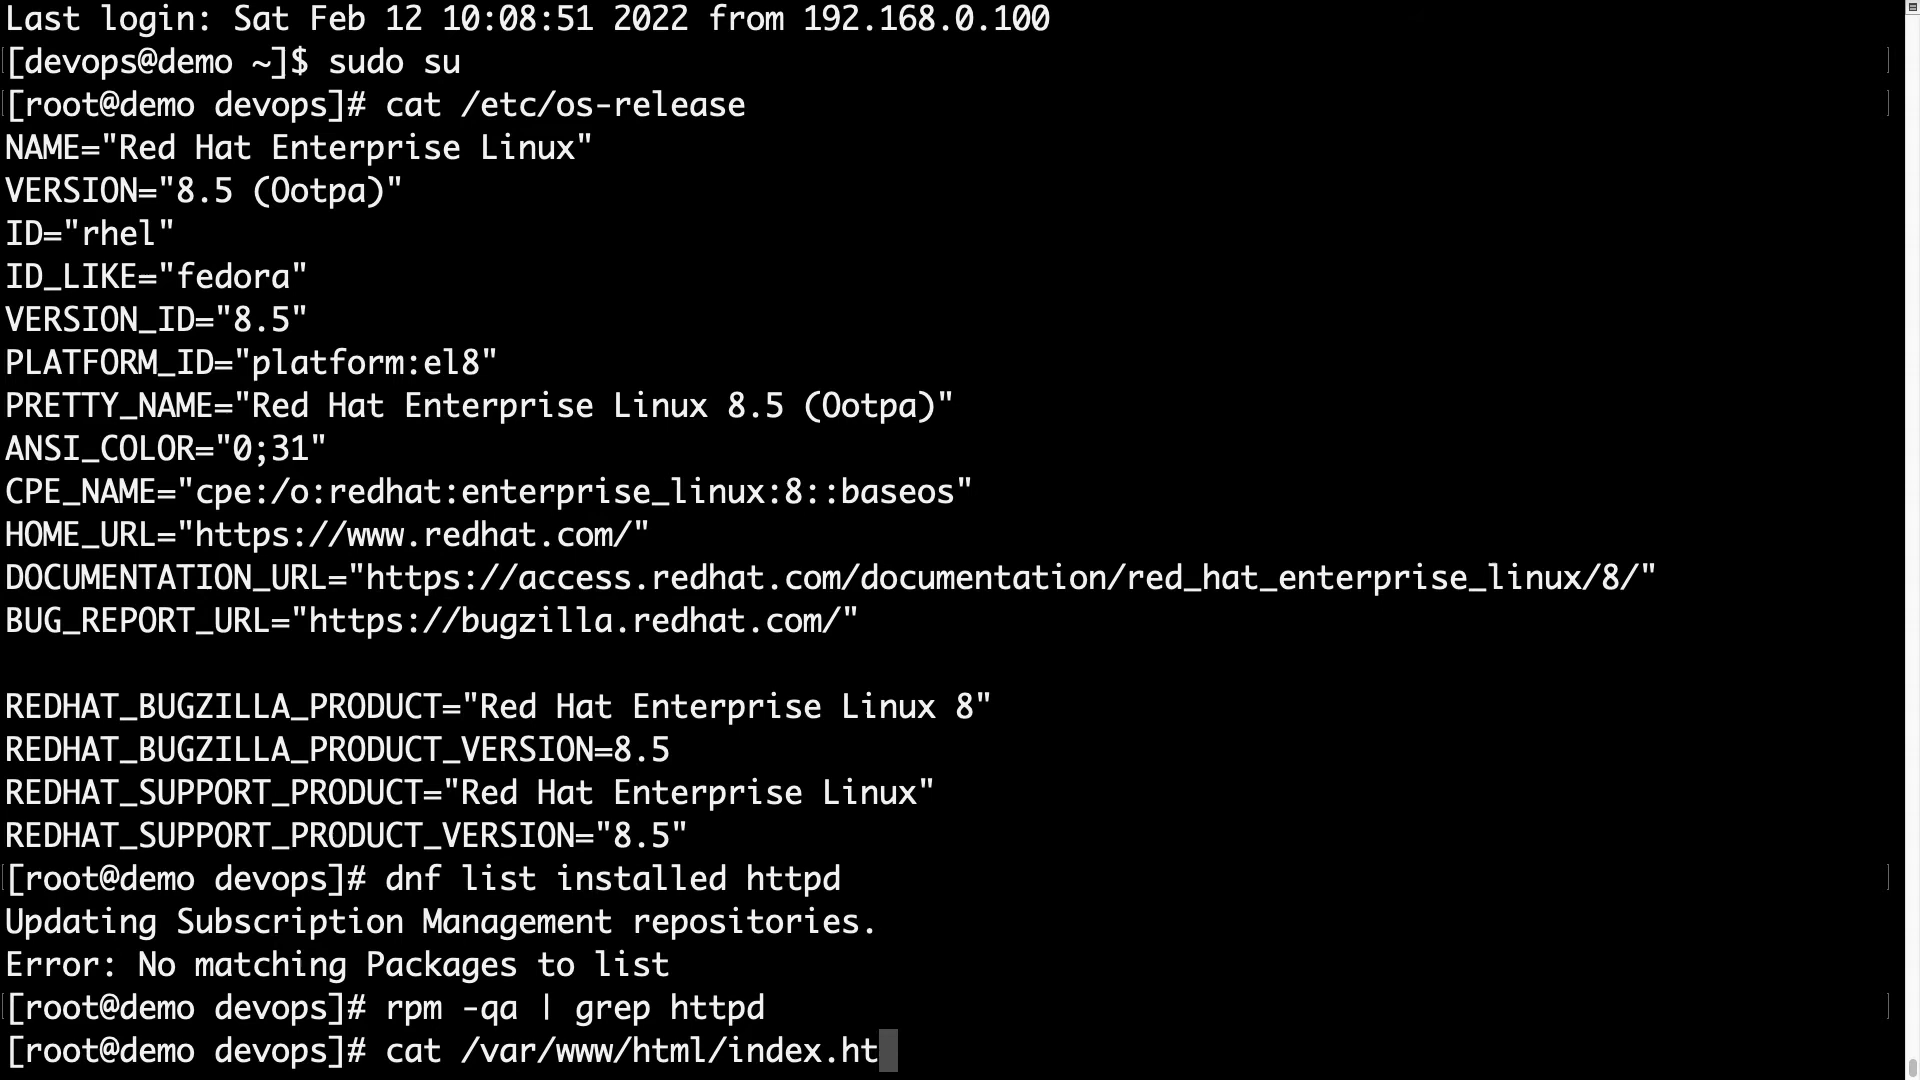 Last login: Sat Feb 12 10:08:51 2022 from 192.168.0.100
[devops@demo ~]$ sudo su
[root@demo devops]# cat /etc/os-release
NAME="Red Hat Enterprise Linux"
VERSION="8.5 (Ootpa)"
ID="rhel"
ID_LIKE="fedora"
VERSION_ID="8.5"
PLATFORM_ID="platform:el8"
PRETTY_NAME="Red Hat Enterprise Linux 8.5 (Ootpa)"
ANSI_COLOR="0;31"
CPE_NAME="cpe:/o:redhat:enterprise_linux:8::baseos"
HOME_URL="https://www.redhat.com/"
DOCUMENTATION_URL="https://access.redhat.com/documentation/red_hat_enterprise_linux/8/"
BUG_REPORT_URL="https://bugzilla.redhat.com/"

REDHAT_BUGZILLA_PRODUCT="Red Hat Enterprise Linux 8"
REDHAT_BUGZILLA_PRODUCT_VERSION=8.5
REDHAT_SUPPORT_PRODUCT="Red Hat Enterprise Linux"
REDHAT_SUPPORT_PRODUCT_VERSION="8.5"
[root@demo devops]# dnf list installed httpd
Updating Subscription Management repositories.
Error: No matching Packages to list
[root@demo devops]# rpm -qa | grep httpd
[root@demo devops]# cat /var/www/html/index.ht